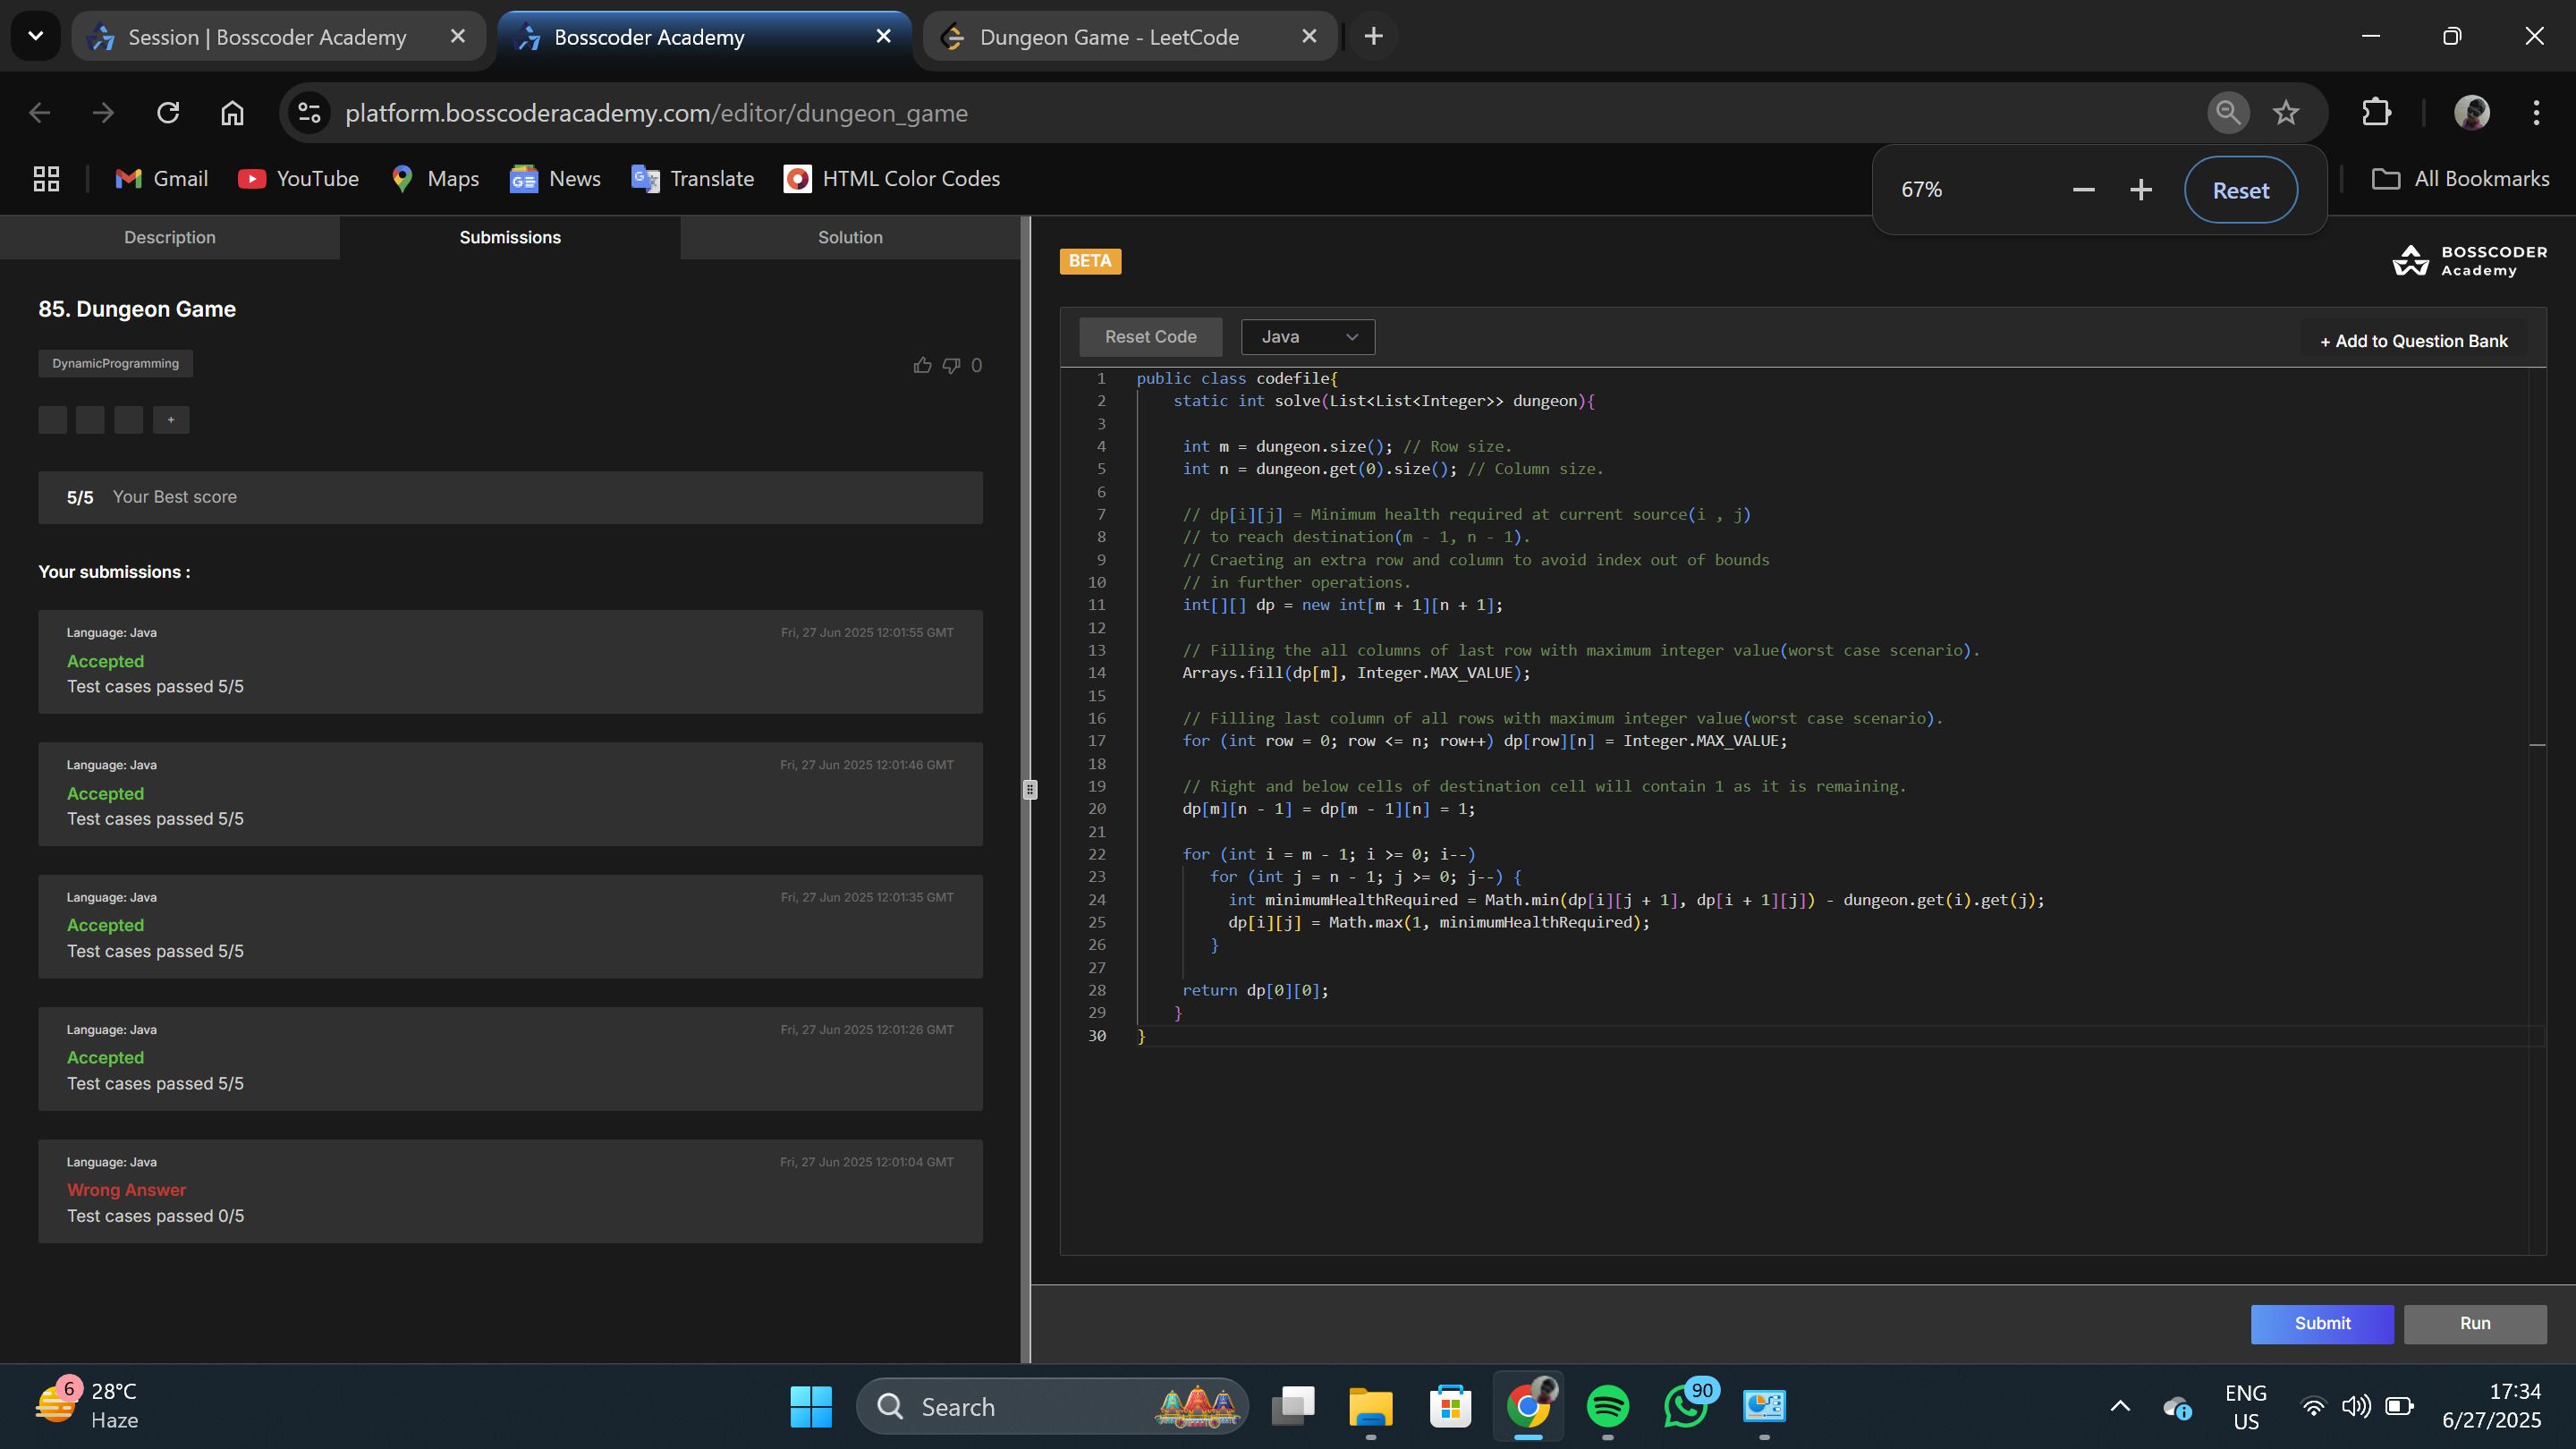 Session | Bosscoder Academy
Bosscoder Academy
Dungeon Game - LeetCode
platform.bosscoderacademy.com/editor/dungeon_game
Gmail
YouTube
Maps
News
Translate
HTML Color Codes
67%
Reset
All Bookmarks
Description
Submissions
Solution
85. Dungeon Game
DynamicProgramming
0
+
5/5 Your Best score
Your submissions :
Language: Java Fri, 27 Jun 2025 12:01:55 GMT
Accepted
Test cases passed 5/5
Language: Java Fri, 27 Jun 2025 12:01:46 GMT
Accepted
Test cases passed 5/5
Language: Java Fri, 27 Jun 2025 12:01:35 GMT
Accepted
Test cases passed 5/5
Language: Java Fri, 27 Jun 2025 12:01:26 GMT
Accepted
Test cases passed 5/5
Language: Java Fri, 27 Jun 2025 12:01:04 GMT
Wrong Answer
Test cases passed 0/5
BETA
BOSSCODER
Academy
Reset Code
Java
+ Add to Question Bank
1 public class codefile{
2 static int solve(List<List<Integer>> dungeon){
3
4 int m = dungeon.size(); // Row size.
5 int n = dungeon.get(0).size(); // Column size.
6
7 // dp[i][j] = Minimum health required at current source(i , j)
8 // to reach destination(m - 1, n - 1).
9 // Craeting an extra row and column to avoid index out of bounds
10 // in further operations.
11 int[][] dp = new int[m + 1][n + 1];
12
13 // Filling the all columns of last row with maximum integer value(worst case scenario).
14 Arrays.fill(dp[m], Integer.MAX_VALUE);
15
16 // Filling last column of all rows with maximum integer value(worst case scenario).
17 for (int row = 0; row <= n; row++) dp[row][n] = Integer.MAX_VALUE;
18
19 // Right and below cells of destination cell will contain 1 as it is remaining.
20 dp[m][n - 1] = dp[m - 1][n] = 1;
21
22 for (int i = m - 1; i >= 0; i--)
23 for (int j = n - 1; j >= 0; j--) {
24 int minimumHealthRequired = Math.min(dp[i][j + 1], dp[i + 1][j]) - dungeon.get(i).get(j);
25 dp[i][j] = Math.max(1, minimumHealthRequired);
26 }
27
28 return dp[0][0];
29 }
30 }
Submit
Run
6
28°C
Haze
Search
90
ENG
US
17:34
6/27/2025